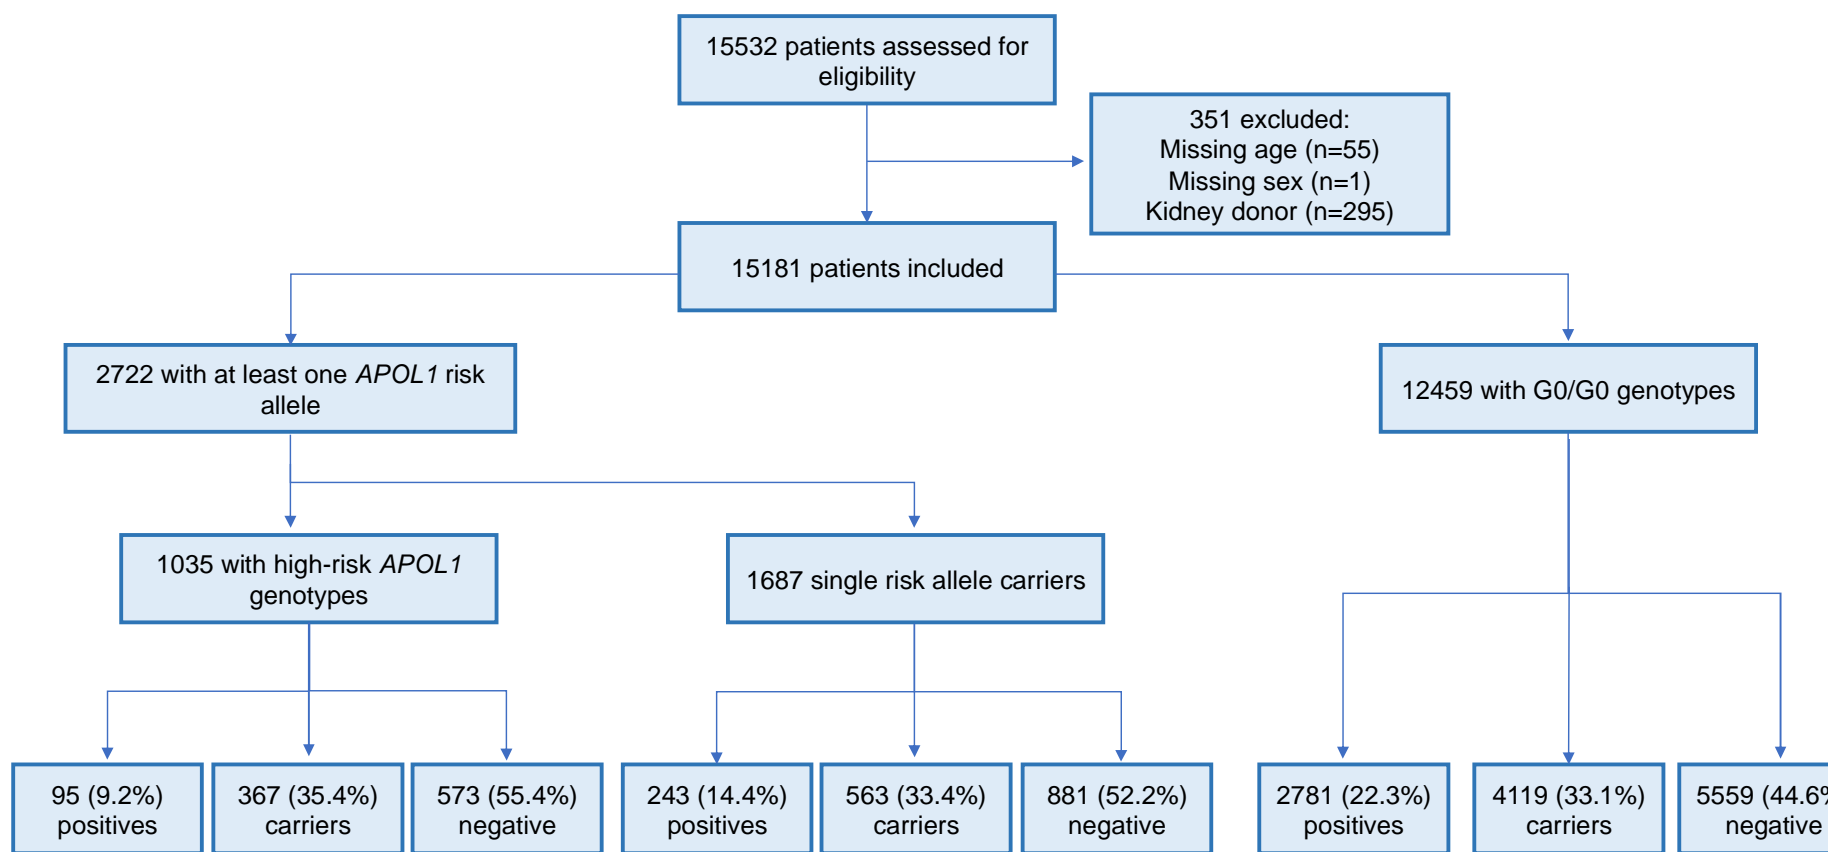 15532 patients assessed for
eligibility
351 excluded:
Missing age (n=55)
Missing sex (n=1)
Kidney donor (n=295)
15181 patients included
2722 with at least one APOL1 risk
allele
12459 with G0/G0 genotypes
1035 with high-risk APOL1
genotypes
1687 single risk allele carriers
95 (9.2%)
positives
367 (35.4%)
carriers
573 (55.4%)
negative
243 (14.4%)
positives
563 (33.4%)
carriers
881 (52.2%)
negative
2781 (22.3%)
positives
4119 (33.1%)
carriers
5559 (44.6%
negative